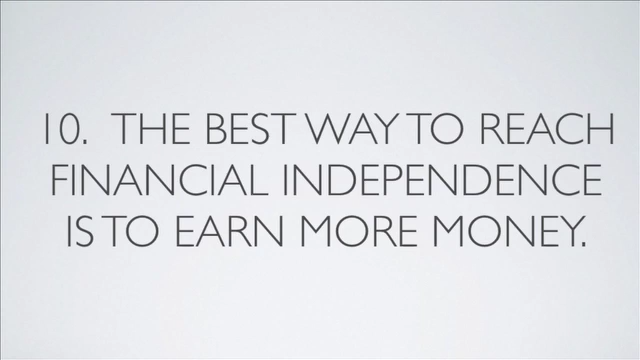 10. THE BEST WAY TO REACH
FINANCIAL INDEPENDENCE
IS TO EARN MORE MONEY.